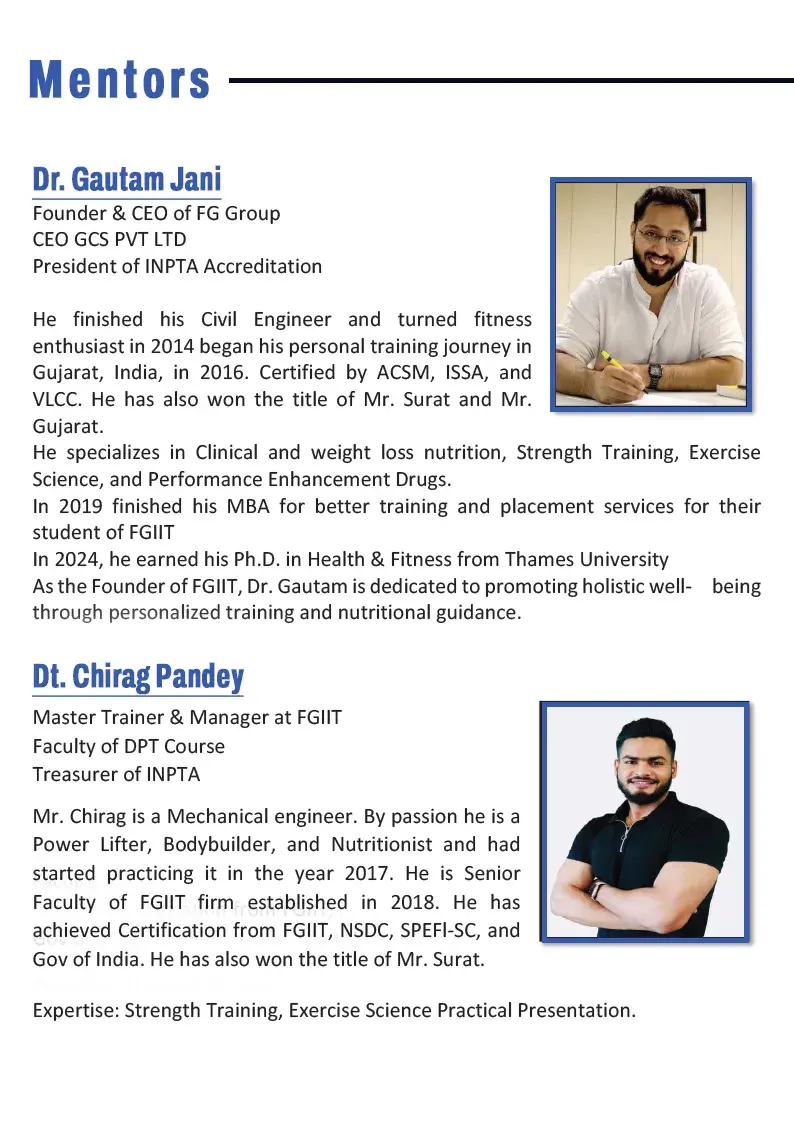 Mentors
Dr. Gautam Jani
Founder & CEO of FG Group
CEO GCS PVT LTD
President of INPTA Accreditation
He finished his Civil Engineer and turned fitness
enthusiast in 2014 began his personal training journey in
Gujarat, India, in 2016. Certified by ACSM, ISSA, and
VLCC. He has also won the title of Mr. Surat and Mr.
Gujarat.
He specializes in Clinical and weight loss nutrition, Strength Training, Exercise
Science, and Performance Enhancement Drugs.
In 2019 finished his MBA for better training and placement services for their
student of FGIIT
In 2024, he earned his Ph.D. in Health & Fitness from Thames University
As the Founder of FGIIT, Dr. Gautam is dedicated to promoting holistic well- being
through personalized training and nutritional guidance.
Dt. Chirag Pandey
Master Trainer & Manager at FGIIT
Faculty of DPT Course
Treasurer of INPTA
Mr. Chirag is a Mechanical engineer. By passion he is a
Power Lifter, Bodybuilder, and Nutritionist and had
started practicing it in the year 2017. He is Senior
Faculty of FGIIT firm established in 2018. He has
achieved Certification from FGIIT, NSDC, SPEFl-SC, and
Gov of India. He has also won the title of Mr. Surat.
Expertise: Strength Training, Exercise Science Practical Presentation.